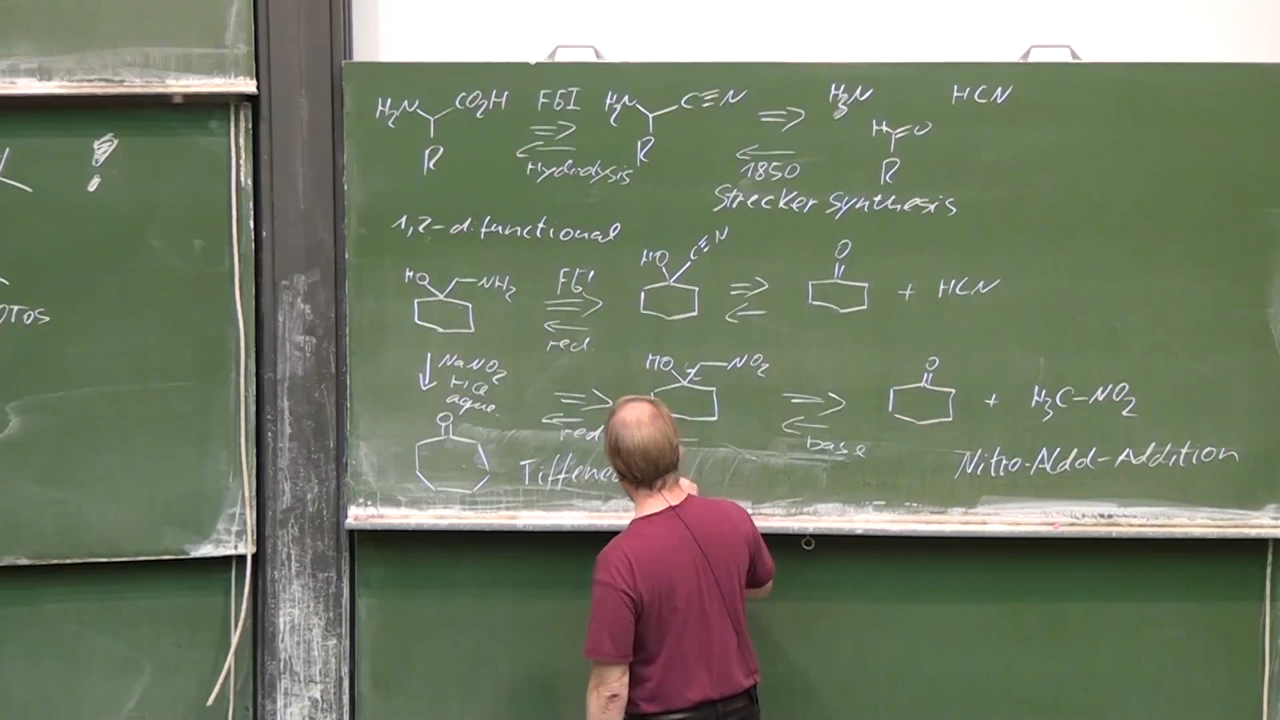 !
OTos
H2N CO2H FGI H2N C≡N H3N HCN
H O
R Hydrolysis R 1850 R
Strecker Synthesis
1,2-difunctional
HO NH2 FGI HO C≡N O + HCN
red.
NaNO2 HO NO2 O + H3C-NO2
HCl
aque.
O red base
Tiffene Nitro-Aldol-Addition